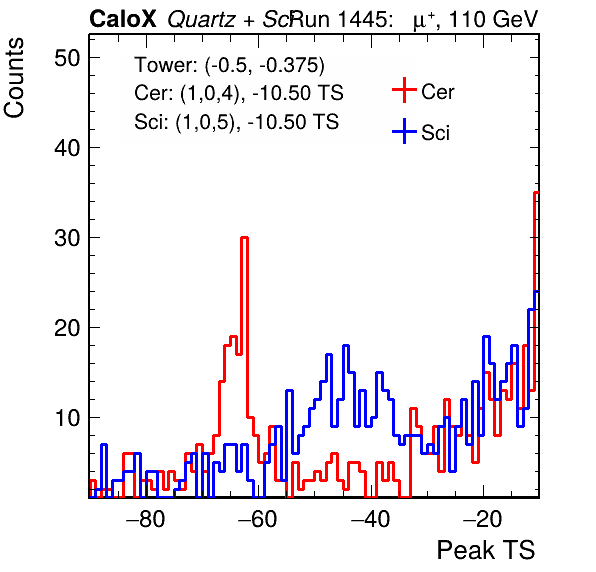 CaloX Quartz + Sci Run 1445: μ+, 110 GeV
Counts
Tower: (-0.5, -0.375)
Cer: (1,0,4), -10.50 TS
Sci: (1,0,5), -10.50 TS
Cer
Sci
50
40
30
20
10
−80 −60 −40 −20
Peak TS